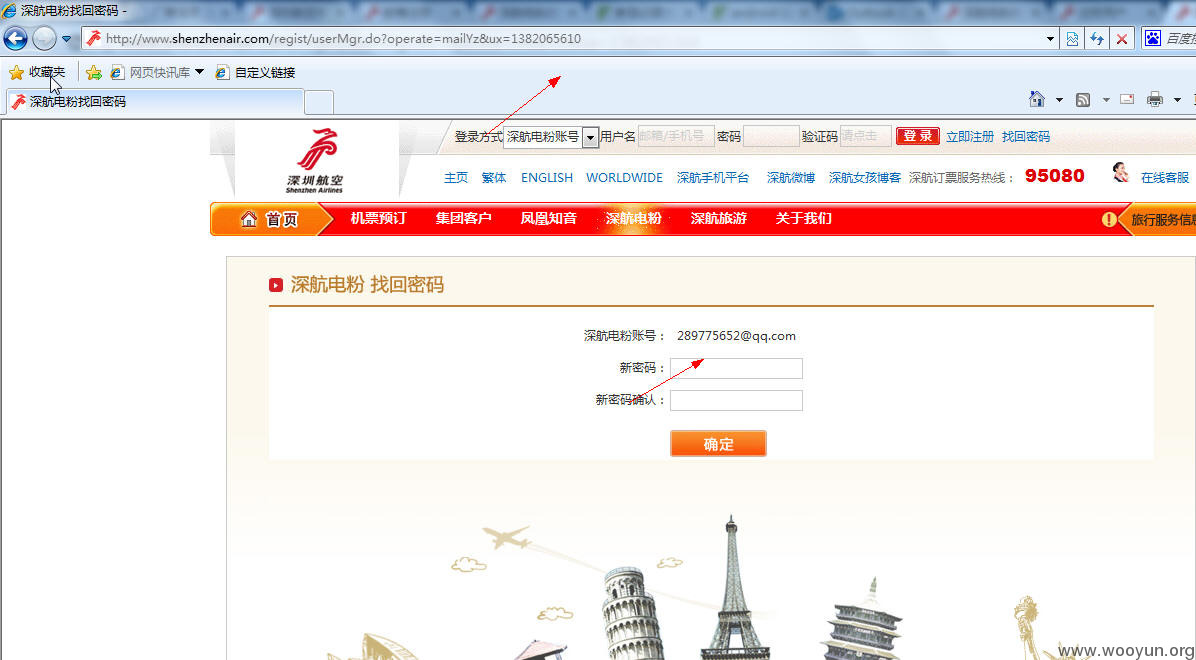 深航电粉找回密码 -
http://www.shenzhenair.com/regist/userMgr.do?operate=mailYz&ux=1382065610
百度搜
收藏夹 网页快讯库 自定义链接
深航电粉找回密码
登录方式 深航电粉账号 用户名 邮箱/手机号 密码 验证码 请点击 登录 立即注册 找回密码
深圳航空
Shenzhen Airlines
主页 繁体 ENGLISH WORLDWIDE 深航手机平台 深航微博 深航女孩博客 深航订票服务热线： 95080 在线客服
首页 机票预订 集团客户 凤凰知音 深航电粉 深航旅游 关于我们 旅行服务信息
深航电粉 找回密码
深航电粉账号： 289775652@qq.com
新密码：
新密码确认：
确定
www.wooyun.org